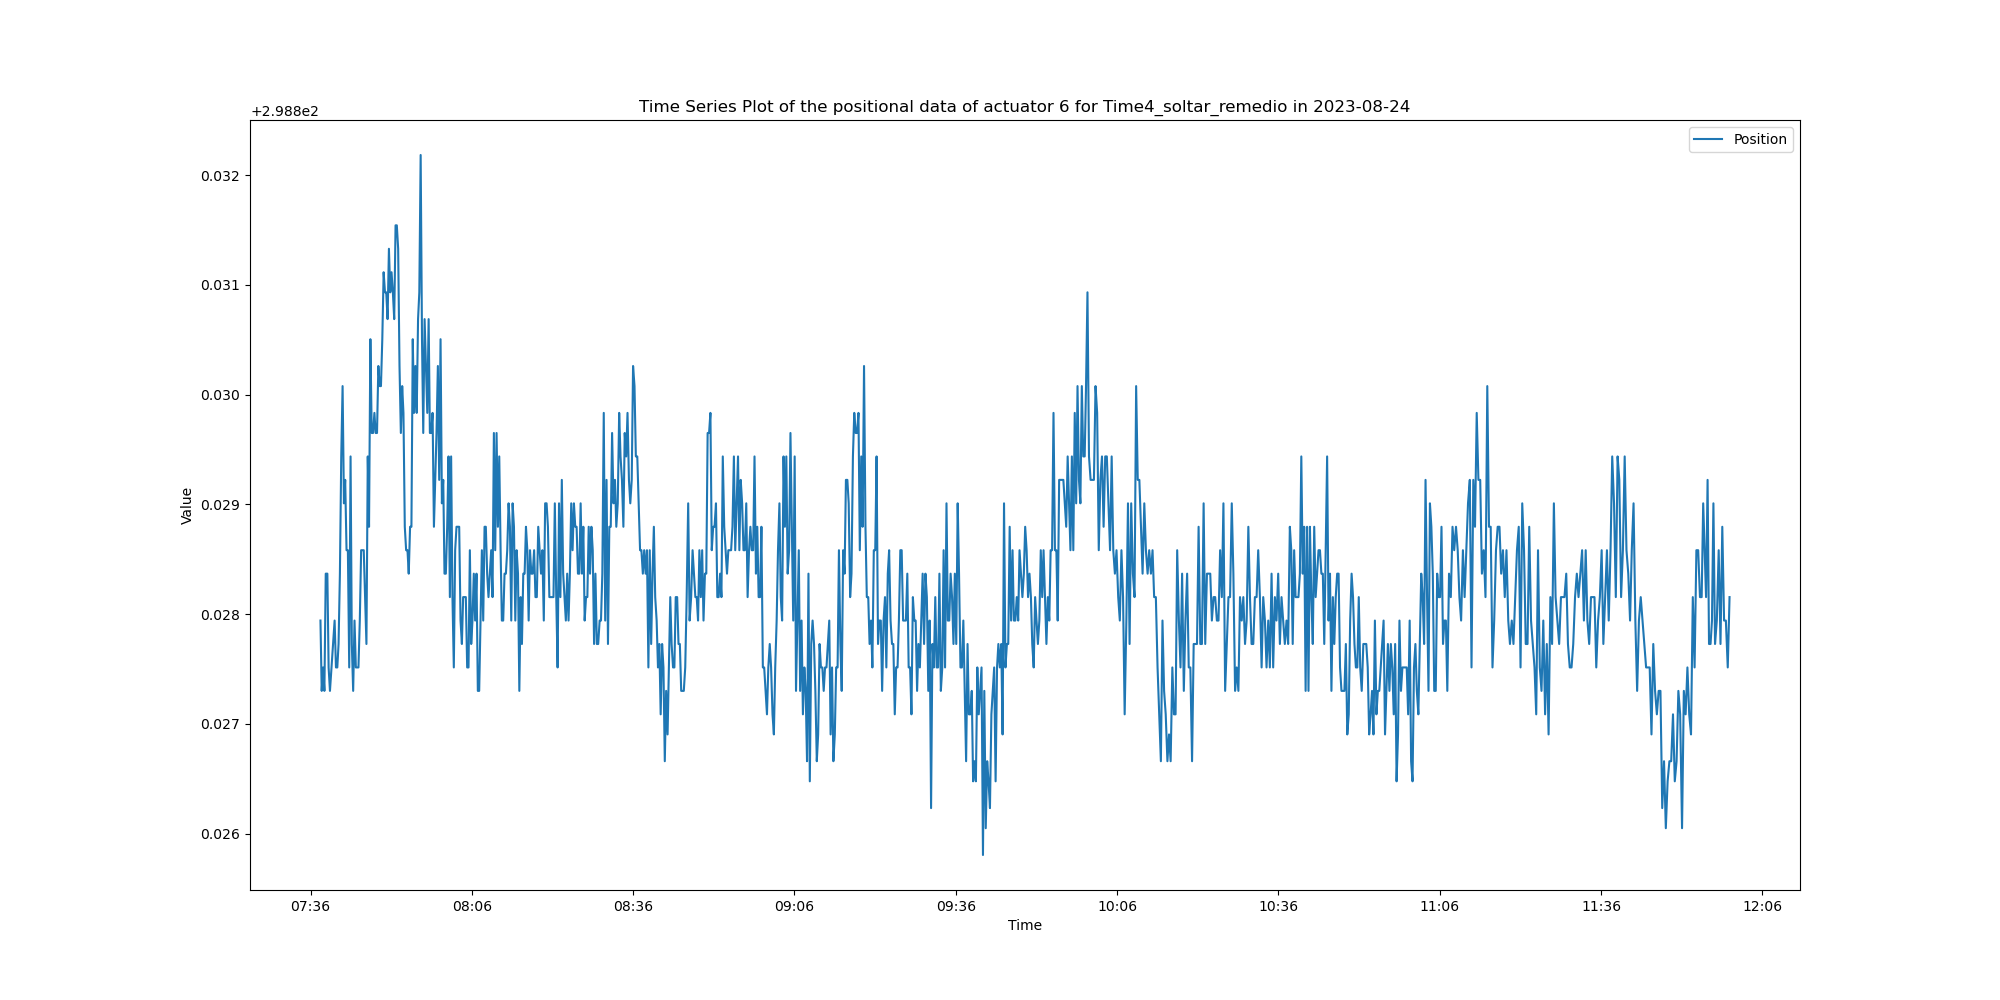 Time Series Plot of the positional data of actuator 6 for Time4_soltar_remedio in 2023-08-24
+2.988e2
Position
0.032
0.031
0.030
0.029
0.028
0.027
0.026
Value
07:36 08:06 08:36 09:06 09:36 10:06 10:36 11:06 11:36 12:06
Time